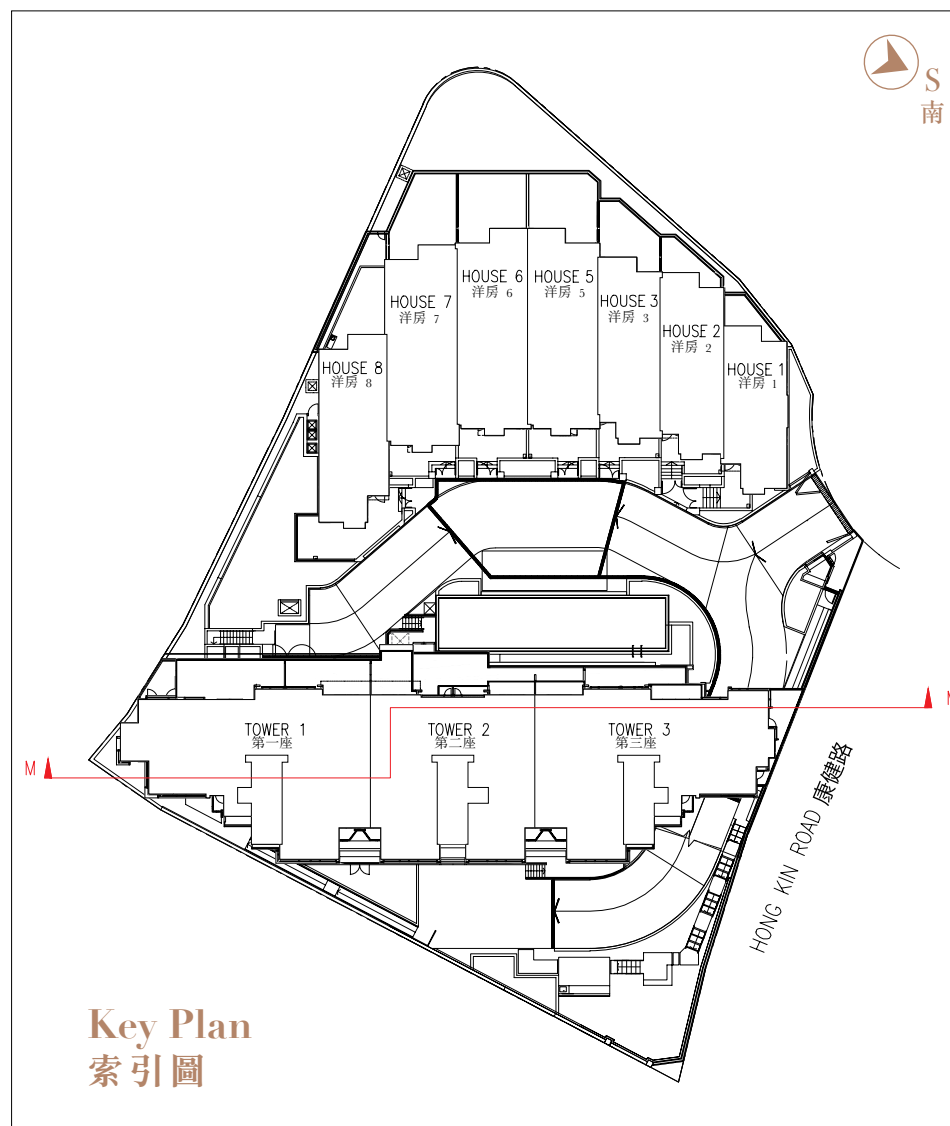 S
南
HOUSE 6
洋房 6
HOUSE 5
洋房 5
HOUSE 7
洋房 7
HOUSE 3
洋房 3
HOUSE 2
洋房 2
HOUSE 8
洋房 8
HOUSE 1
洋房 1
TOWER 1
第一座
TOWER 2
第二座
TOWER 3
第三座
M
HONG KIN ROAD 康健路
Key Plan
索引圖